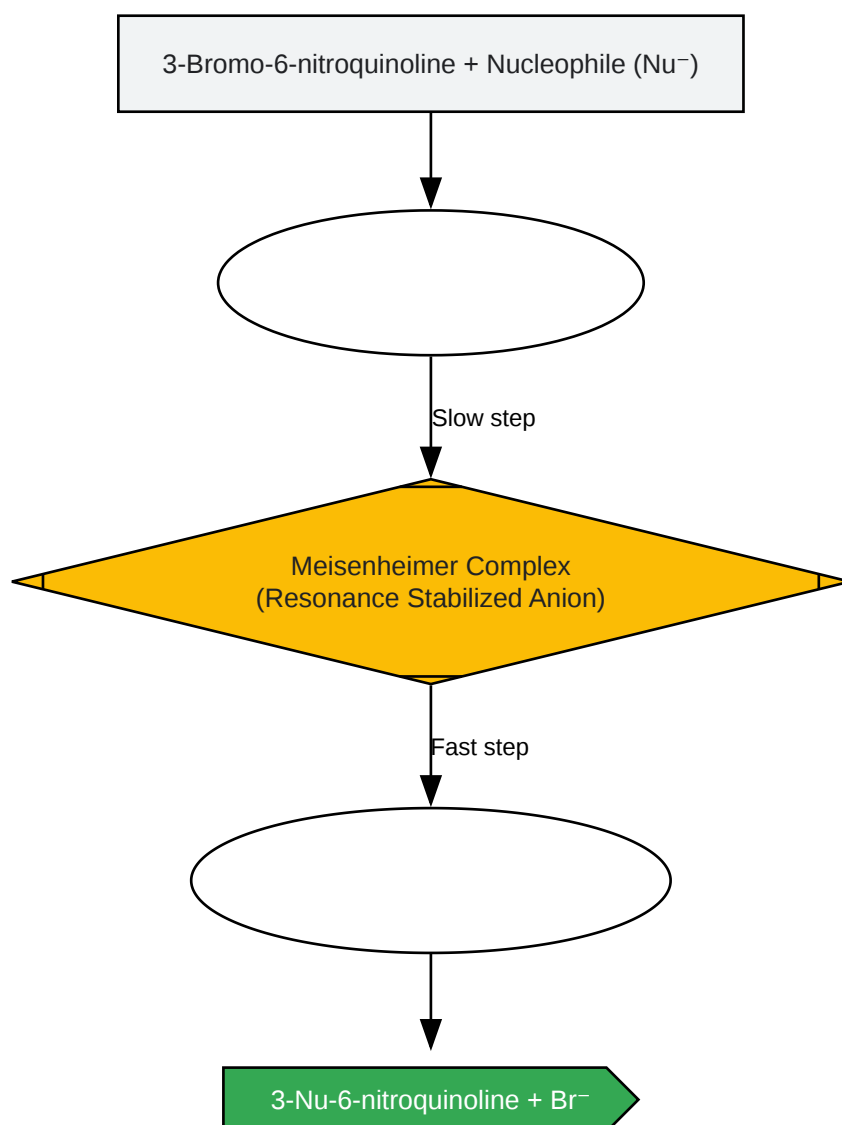 3-Bromo-6-nitroquinoline + Nucleophile (Nu⁻)
Slow step
Meisenheimer Complex
(Resonance Stabilized Anion)
Fast step
3-Nu-6-nitroquinoline + Br⁻